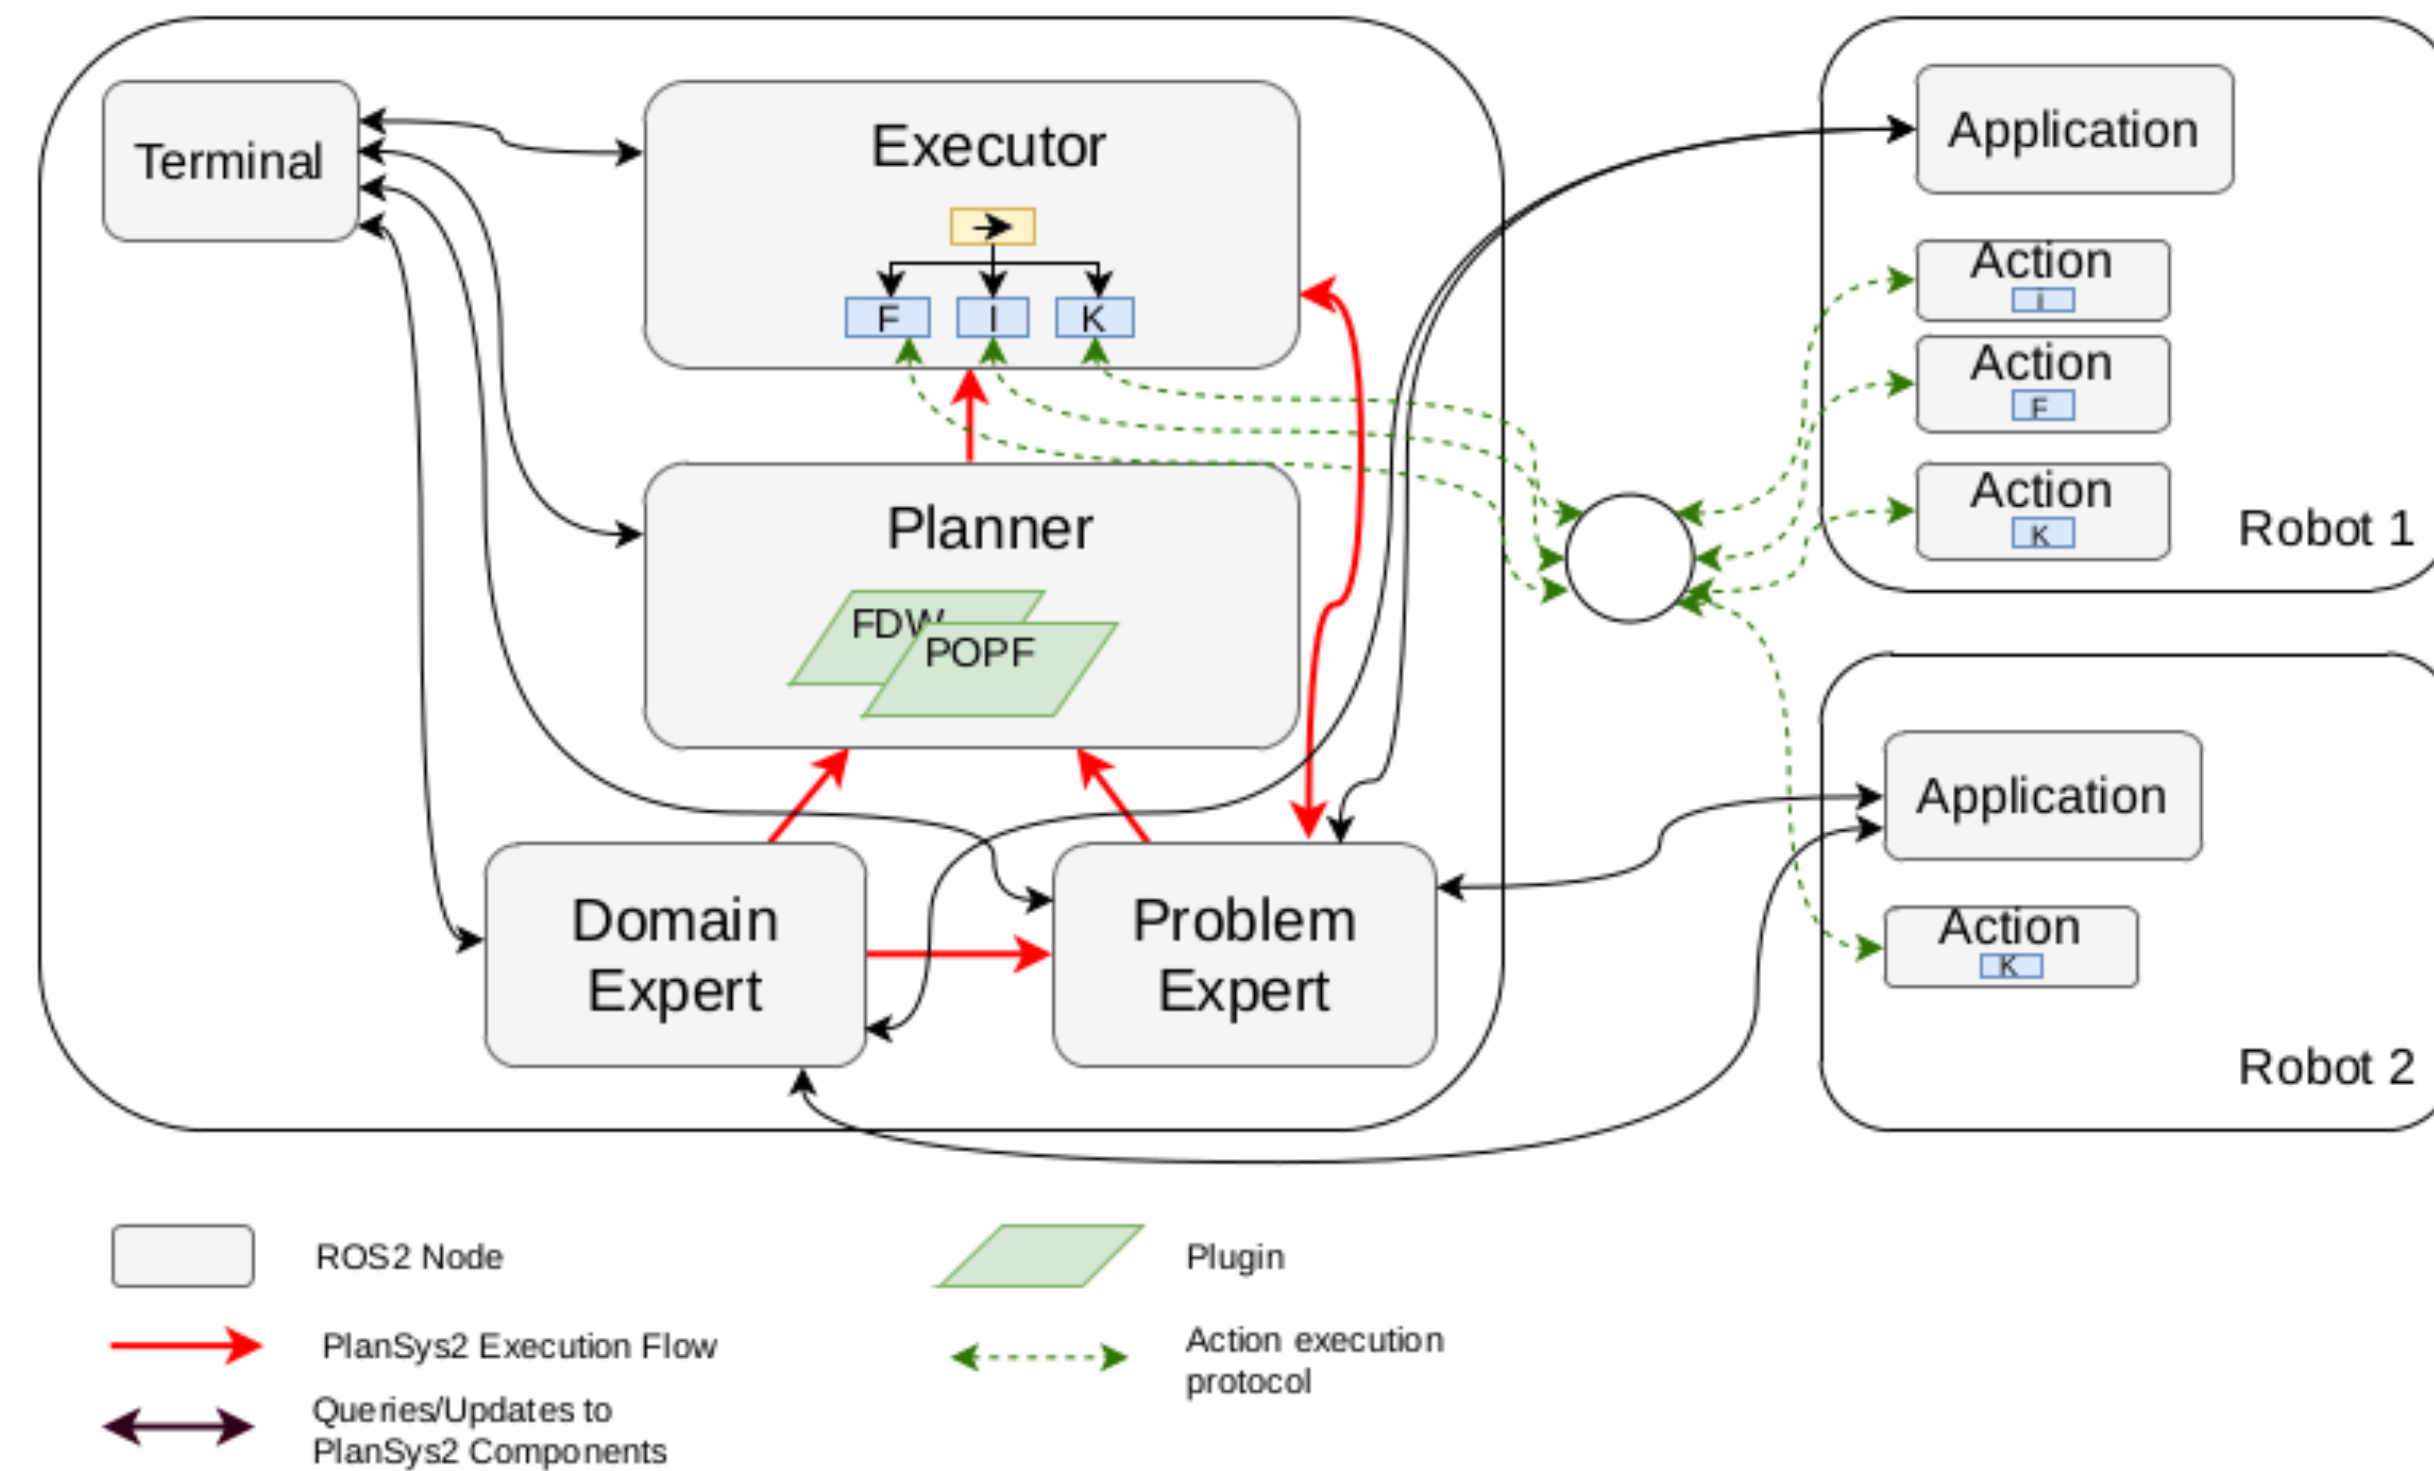 Terminal
Executor
F
I
K
Planner
FDW
POPF
Domain
Expert
Problem
Expert
Application
Action
i
Action
F
Action
K
Robot 1
Application
Action
K
Robot 2
ROS2 Node
Plugin
PlanSys2 Execution Flow
Action execution
protocol
Queries/Updates to
PlanSys2 Components